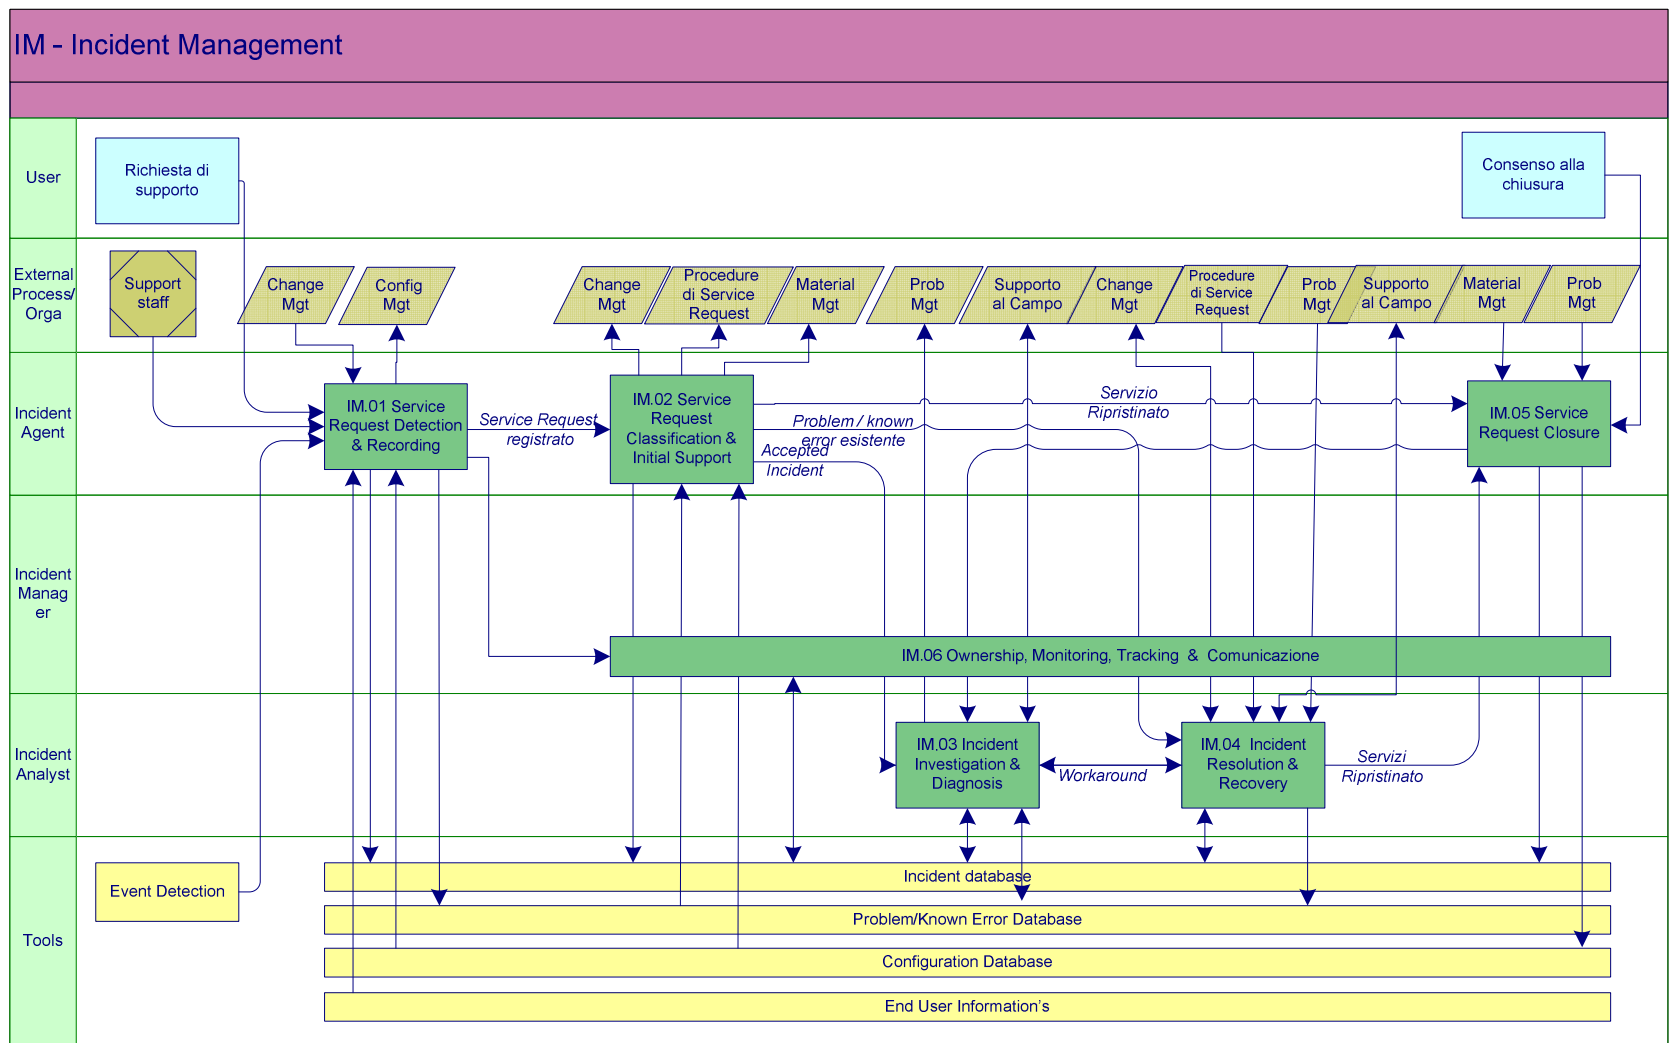 IM - Incident Management
User
Richiesta di
supporto
Consenso alla
chiusura
External
Process/
Orga
Support
staff
Change
Mgt
Config
Mgt
Change
Mgt
Procedure
di Service
Request
Material
Mgt
Prob
Mgt
Supporto
al Campo
Change
Mgt
Procedure
di Service
Request
Prob
Mgt
Supporto
al Campo
Material
Mgt
Prob
Mgt
Incident
Agent
IM.01 Service
Request Detection
& Recording
Service Request
registrato
IM.02 Service
Request
Classification &
Initial Support
Problem / known
error esistente
Accepted
Incident
Servizio
Ripristinato
IM.05 Service
Request Closure
Incident
Manag
er
IM.06 Ownership, Monitoring, Tracking & Comunicazione
Incident
Analyst
IM.03 Incident
Investigation &
Diagnosis
Workaround
IM.04 Incident
Resolution &
Recovery
Servizi
Ripristinato
Tools
Event Detection
Incident database
Problem/Known Error Database
Configuration Database
End User Information's